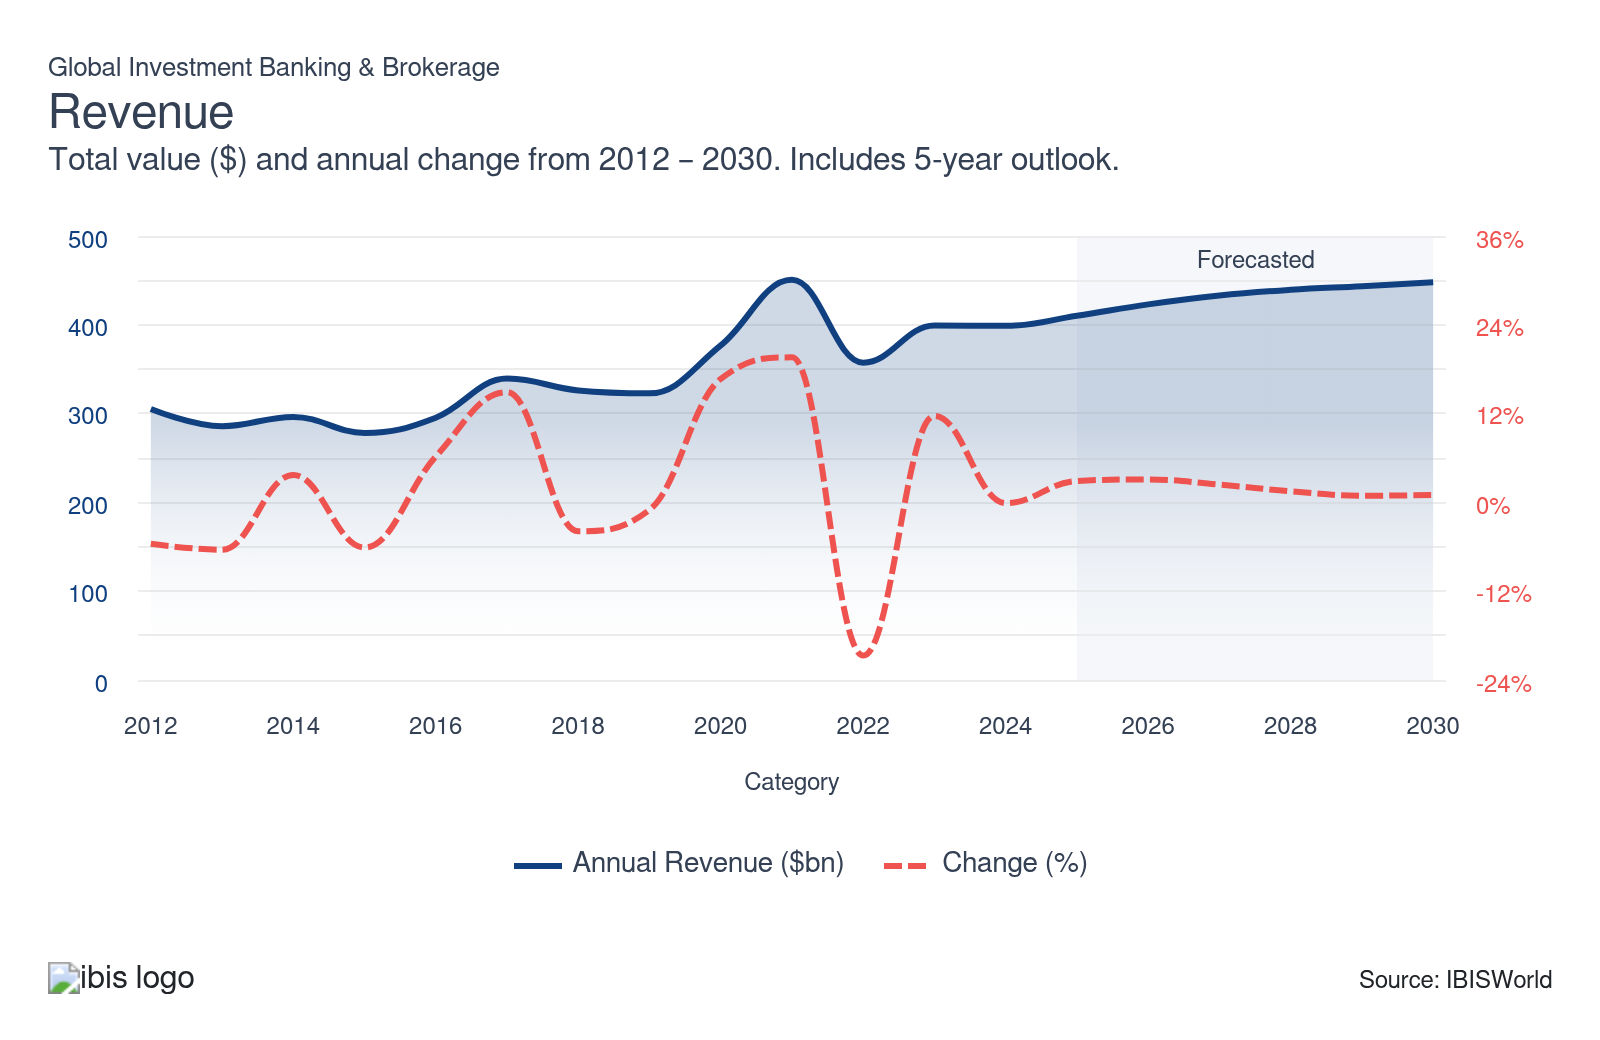 Global Investment Banking & Brokerage
Revenue
Total value ($) and annual change from 2012 – 2030. Includes 5-year outlook.
500
400
300
200
100
0
Forecasted
36%
24%
12%
0%
-12%
-24%
2012 2014 2016 2018 2020 2022 2024 2026 2028 2030
Category
Annual Revenue ($bn) Change (%)
ibis logo
Source: IBISWorld